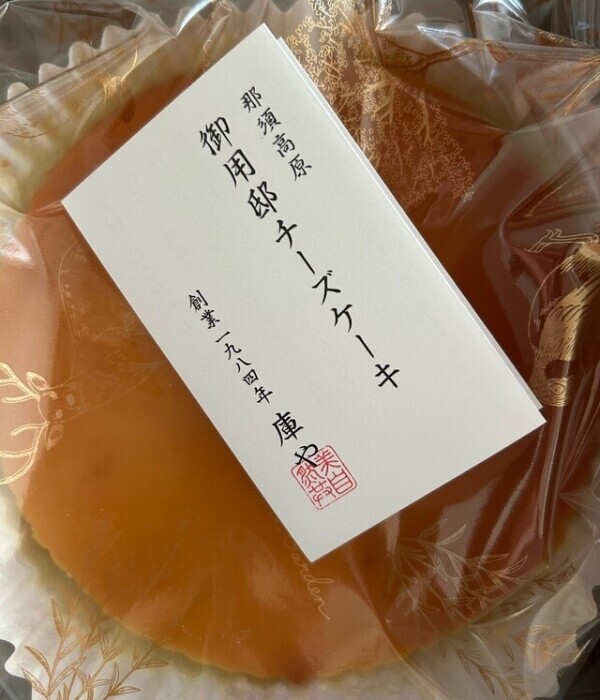 那須高原
御用邸チーズケーキ
創業一九八四年
庫や